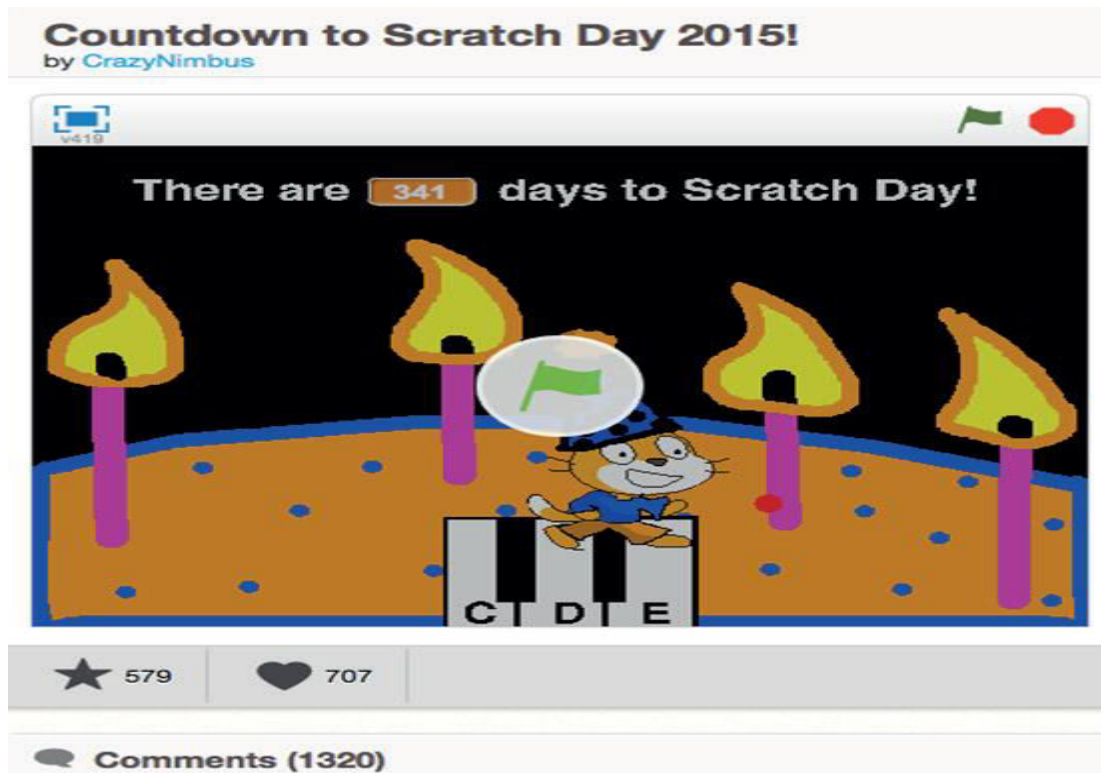 Countdown to Scratch Day 2015!
by CrazyNimbus
v419
There are 341 days to Scratch Day!
C D E
579 707
Comments (1320)